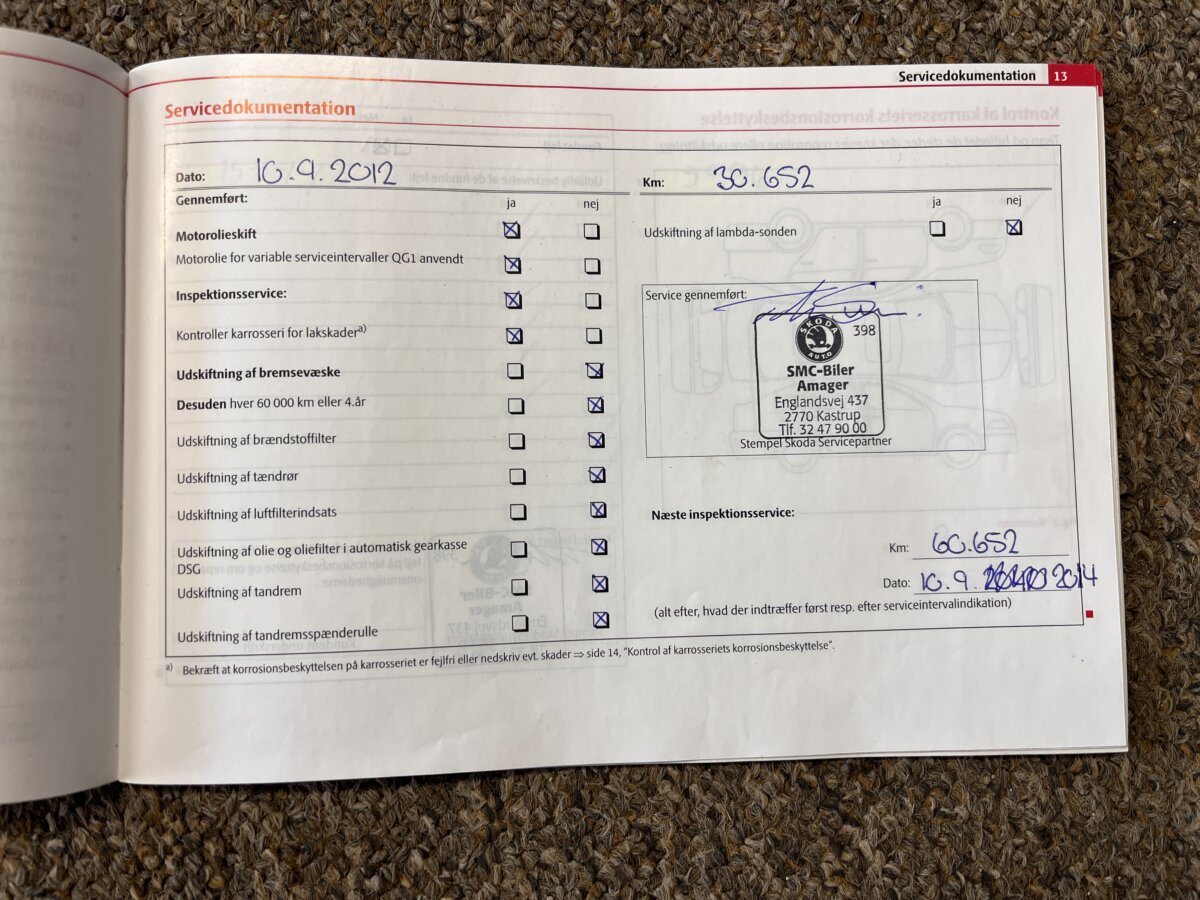 Servicedokumentation 13
Servicedokumentation
Dato: 10.9.2012
Km: 30.652
Gennemført: ja nej
ja nej
Motorolieskift
Udskiftning af lambda-sonden
Motorolie for variable serviceintervaller QG1 anvendt
Inspektionsservice:
Kontroller karrosseri for lakskader a)
Udskiftning af bremsevæske
Desuden hver 60 000 km eller 4.år
Udskiftning af brændstoffilter
Udskiftning af tændrør
Udskiftning af luftfilterindsats
Udskiftning af olie og oliefilter i automatisk gearkasse
DSG
Udskiftning af tandrem
Udskiftning af tandremsspænderulle
Service gennemført:
SKODA
AUTO
398
SMC-Biler
Amager
Englandsvej 437
2770 Kastrup
Tlf. 32 47 90 00
Stempel Skoda Servicepartner
Næste inspektionsservice:
Km: 60.652
Dato: 10.9. 2014
(alt efter, hvad der indtræffer først resp. efter serviceintervalindikation)
a) Bekræft at korrosionsbeskyttelsen på karrosseriet er fejlfri eller nedskriv evt. skader ⇒ side 14, "Kontrol af karrosseriets korrosionsbeskyttelse".